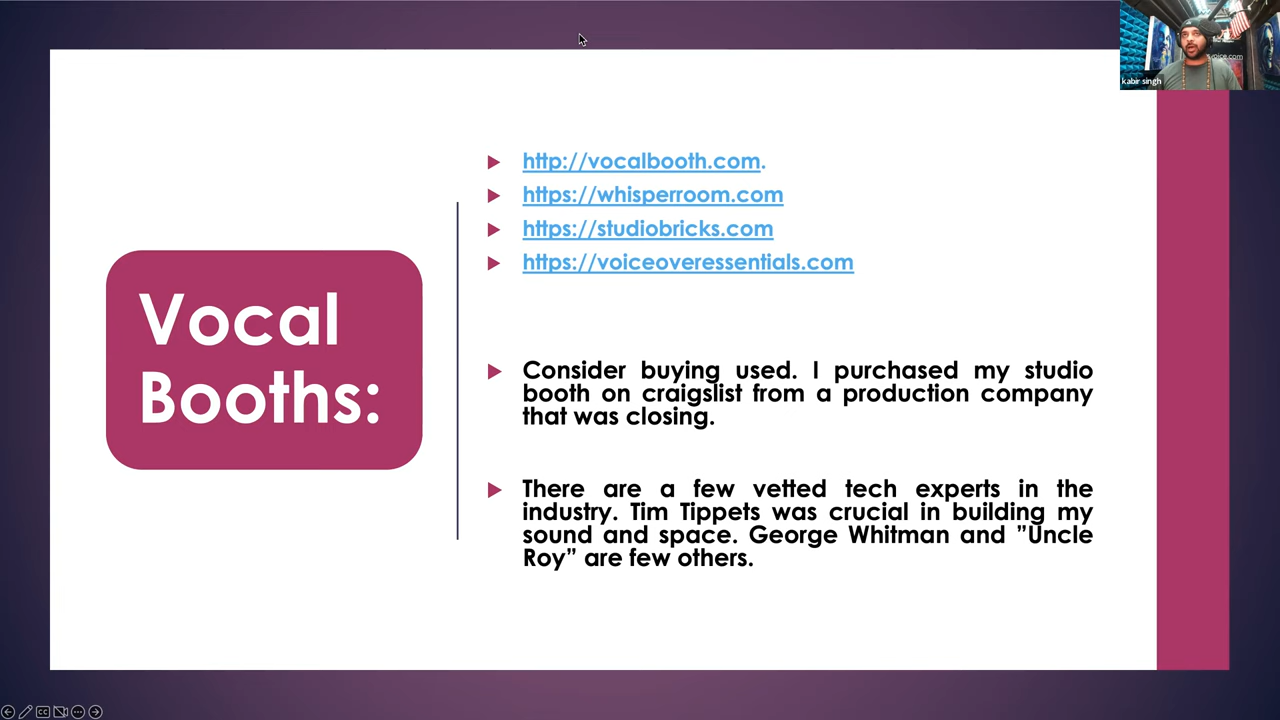 kabir singh
voice.com
Vocal
Booths:
http://vocalbooth.com.
https://whisperroom.com
https://studiobricks.com
https://voiceoveressentials.com
Consider buying used. I purchased my studio
booth on craigslist from a production company
that was closing.
There are a few vetted tech experts in the
industry. Tim Tippets was crucial in building my
sound and space. George Whitman and ”Uncle
Roy” are few others.
CC